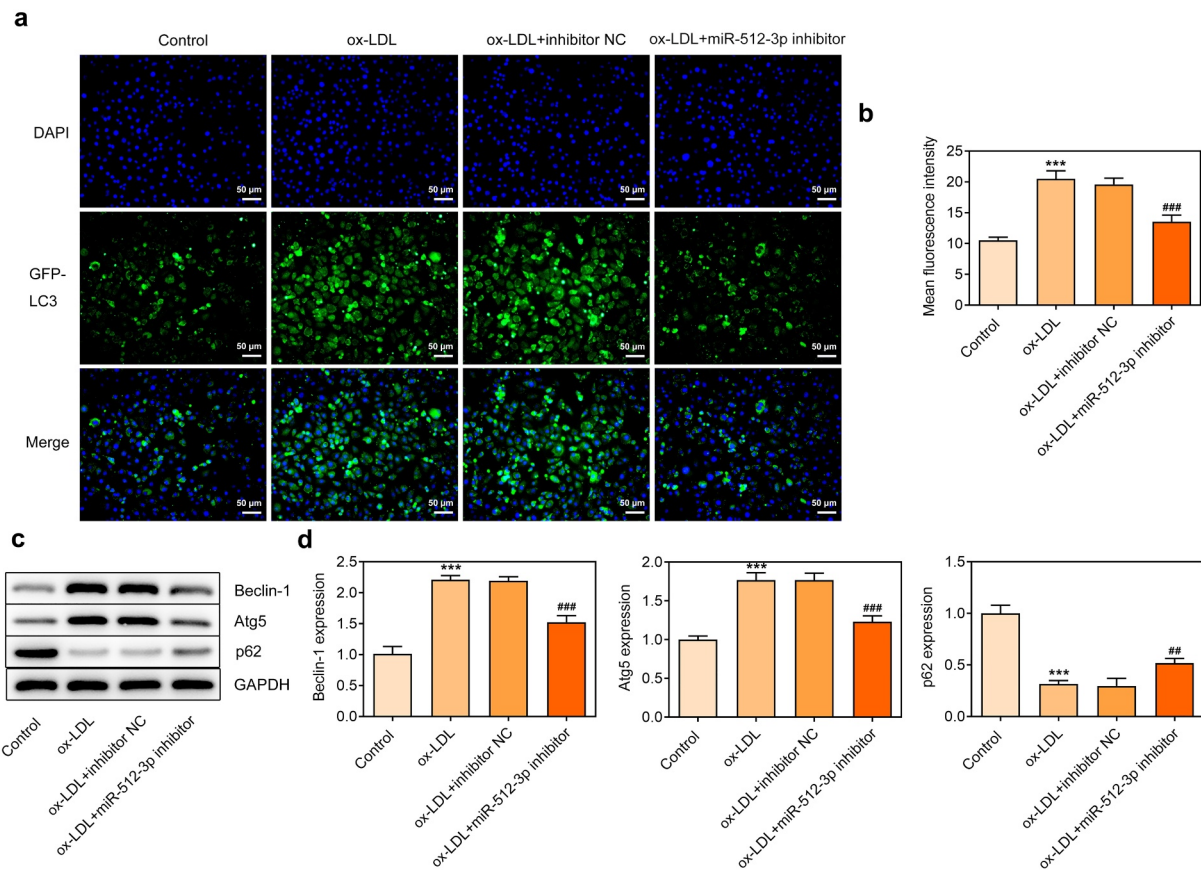 a
Control
ox-LDL
ox-LDL+inhibitor NC
ox-LDL+miR-512-3p inhibitor
DAPI
50 μm
50 μm
50 μm
50 μm
GFP-
LC3
50 μm
50 μm
50 μm
50 μm
Merge
50 μm
50 μm
50 μm
50 μm
b
Mean fluorescence intensity
25
20
15
10
5
0
***
###
Control
ox-LDL
ox-LDL+inhibitor NC
ox-LDL+miR-512-3p inhibitor
c
Beclin-1
Atg5
p62
GAPDH
Control
ox-LDL
ox-LDL+inhibitor NC
ox-LDL+miR-512-3p inhibitor
d
Beclin-1 expression
2.5
2.0
1.5
1.0
0.5
0.0
***
###
Control
ox-LDL
ox-LDL+inhibitor NC
ox-LDL+miR-512-3p inhibitor
Atg5 expression
2.0
1.5
1.0
0.5
0.0
***
###
Control
ox-LDL
ox-LDL+inhibitor NC
ox-LDL+miR-512-3p inhibitor
p62 expression
1.5
1.0
0.5
0.0
***
##
Control
ox-LDL
ox-LDL+inhibitor NC
ox-LDL+miR-512-3p inhibitor